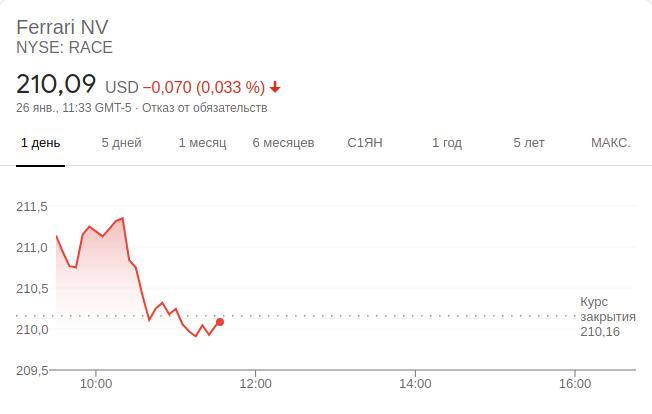 Ferrari NV
NYSE: RACE
210,09 USD −0,070 (0,033 %)
26 янв., 11:33 GMT-5 · Отказ от обязательств
1 день 5 дней 1 месяц 6 месяцев С1ЯН 1 год 5 лет МАКС.
211,5
211,0
210,5
Курс
закрытия
210,16
210,0
209,5
10:00 12:00 14:00 16:00